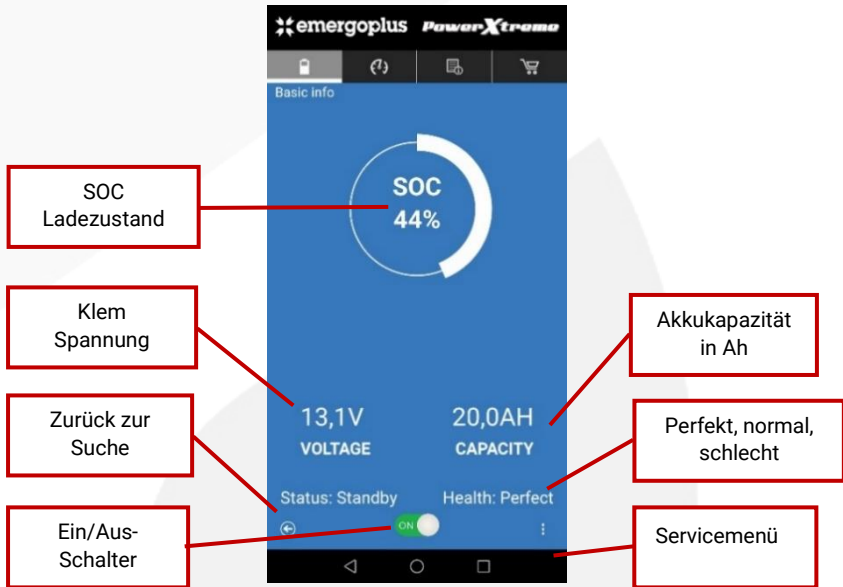 emergoplus PowerXtreme
Basic info
SOC
44%
SOC
Ladezustand
Klem
Spannung
Akkukapazität
in Ah
13,1V
VOLTAGE
20,0AH
CAPACITY
Zurück zur
Suche
Perfekt, normal,
schlecht
Status: Standby
Health: Perfect
ON
Ein/Aus-
Schalter
Servicemenü